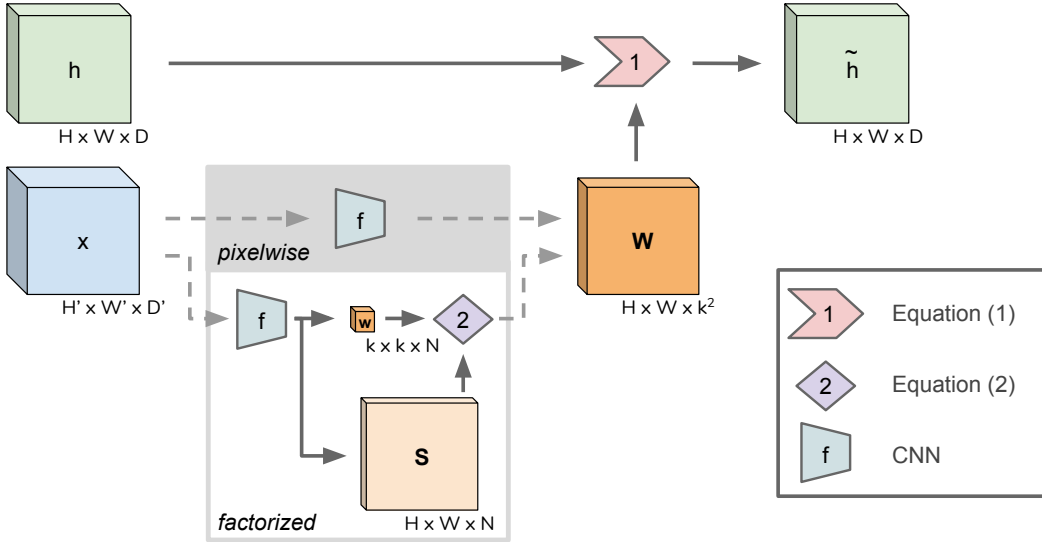 h
H x W x D
1
h̃
H x W x D
x
H' x W' x D'
f
pixelwise
W
H x W x k²
f
w
k x k x N
2
S
H x W x N
factorized
1 Equation (1)
2 Equation (2)
f CNN